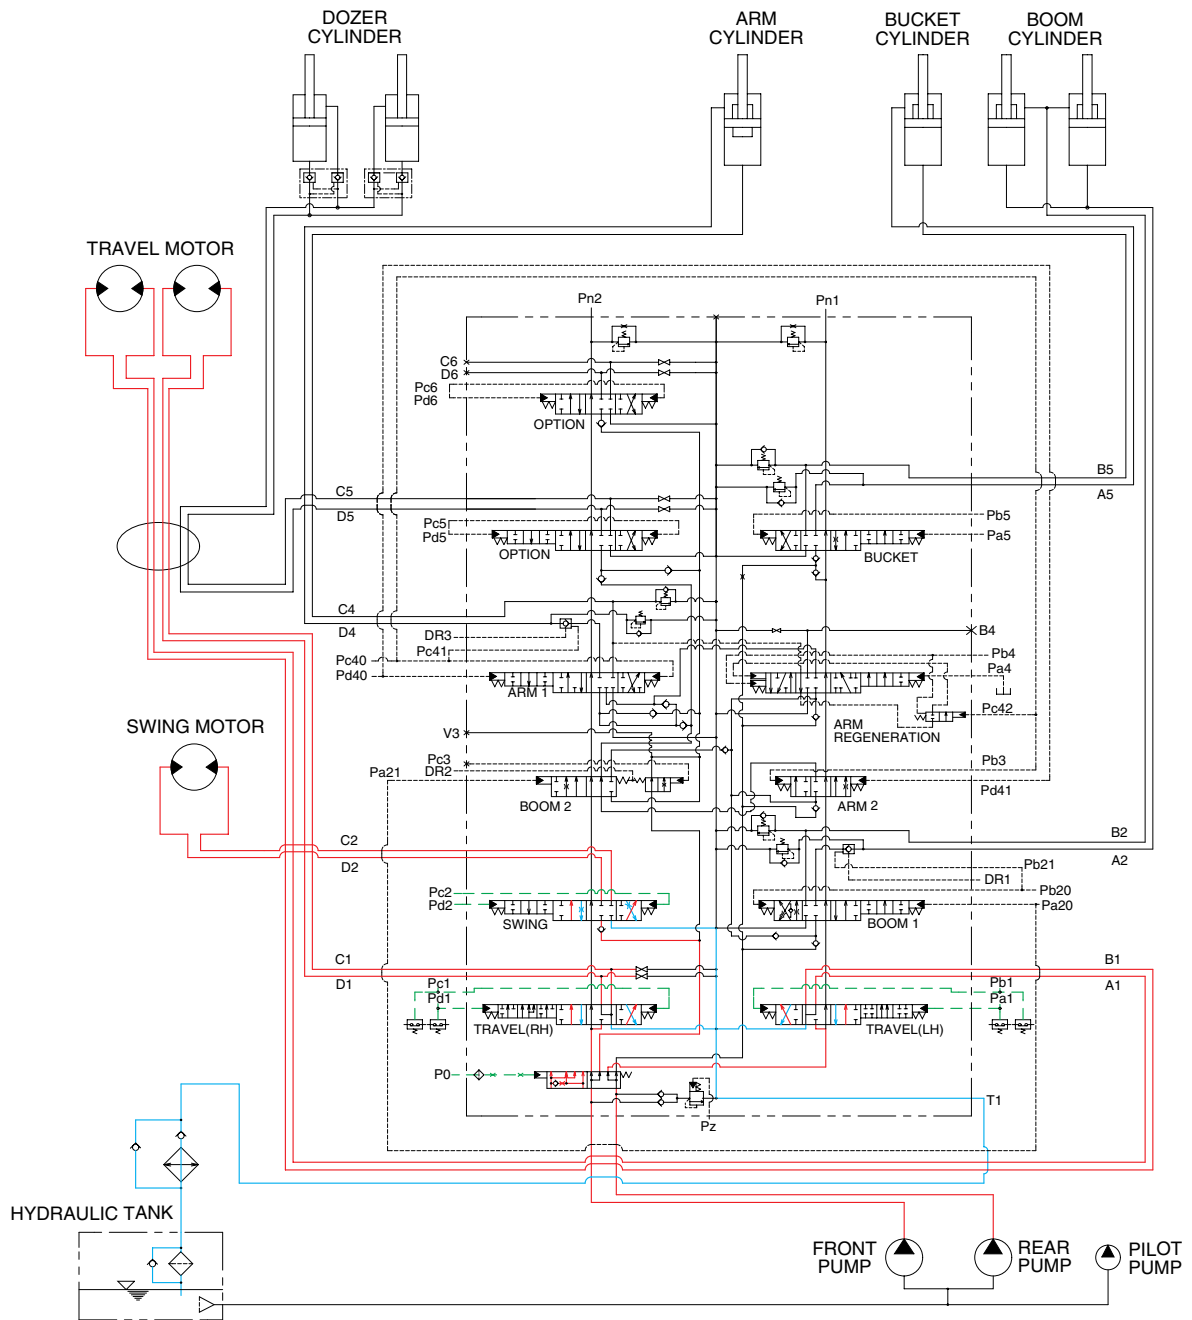 DOZER
CYLINDER
ARM
CYLINDER
BUCKET
CYLINDER
BOOM
CYLINDER
TRAVEL MOTOR
Pn2
Pn1
C6
D6
Pc6
Pd6
OPTION
B5
A5
C5
D5
Pc5
Pd5
OPTION
Pb5
Pa5
BUCKET
C4
D4
DR3
Pc41
B4
Pb4
Pc40
Pd40
ARM 1
Pa4
Pc42
ARM
REGENERATION
SWING MOTOR
V3
Pc3
DR2
Pa21
BOOM 2
Pb3
Pd41
ARM 2
C2
D2
B2
A2
Pb21
DR1
Pc2
Pd2
SWING
Pb20
Pa20
BOOM 1
C1
D1
B1
A1
Pc1
Pd1
TRAVEL(RH)
Pb1
Pa1
TRAVEL(LH)
P0
Pz
T1
HYDRAULIC TANK
FRONT
PUMP
REAR
PUMP
PILOT
PUMP